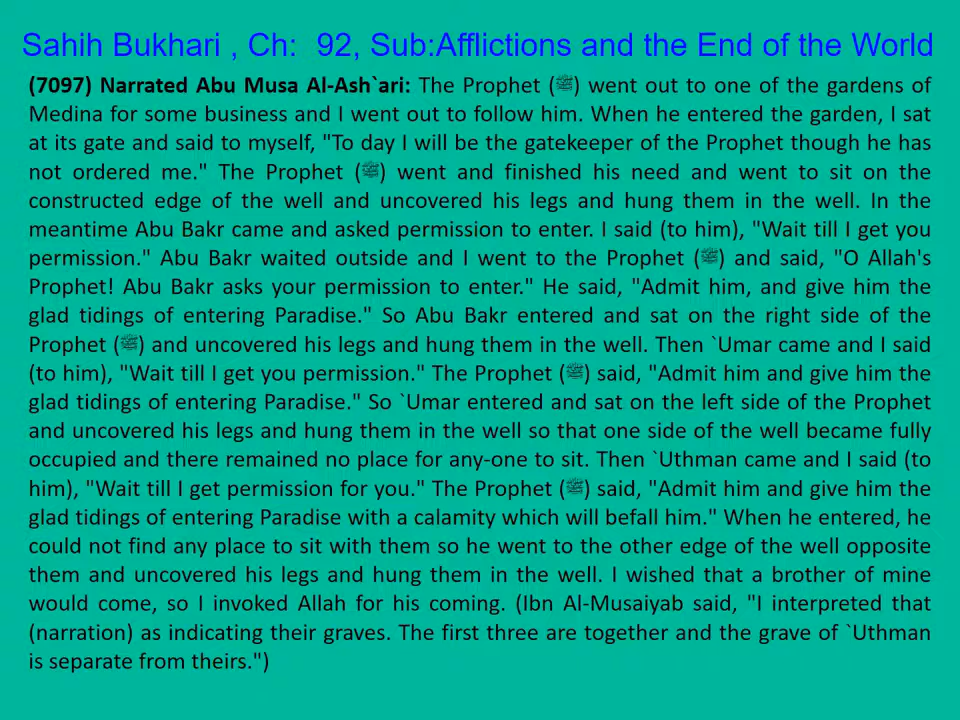 Sahih Bukhari , Ch:  92, Sub:Afflictions and the End of the World
(7097) Narrated Abu Musa Al-Ash`ari: The Prophet (ﷺ) went out to one of the gardens of
Medina for some business and I went out to follow him. When he entered the garden, I sat
at its gate and said to myself, "To day I will be the gatekeeper of the Prophet though he has
not ordered me." The Prophet (ﷺ) went and finished his need and went to sit on the
constructed edge of the well and uncovered his legs and hung them in the well. In the
meantime Abu Bakr came and asked permission to enter. I said (to him), "Wait till I get you
permission." Abu Bakr waited outside and I went to the Prophet (ﷺ) and said, "O Allah's
Prophet! Abu Bakr asks your permission to enter." He said, "Admit him, and give him the
glad tidings of entering Paradise." So Abu Bakr entered and sat on the right side of the
Prophet (ﷺ) and uncovered his legs and hung them in the well. Then `Umar came and I said
(to him), "Wait till I get you permission." The Prophet (ﷺ) said, "Admit him and give him the
glad tidings of entering Paradise." So `Umar entered and sat on the left side of the Prophet
and uncovered his legs and hung them in the well so that one side of the well became fully
occupied and there remained no place for any-one to sit. Then `Uthman came and I said (to
him), "Wait till I get permission for you." The Prophet (ﷺ) said, "Admit him and give him the
glad tidings of entering Paradise with a calamity which will befall him." When he entered, he
could not find any place to sit with them so he went to the other edge of the well opposite
them and uncovered his legs and hung them in the well. I wished that a brother of mine
would come, so I invoked Allah for his coming. (Ibn Al-Musaiyab said, "I interpreted that
(narration) as indicating their graves. The first three are together and the grave of `Uthman
is separate from theirs.")